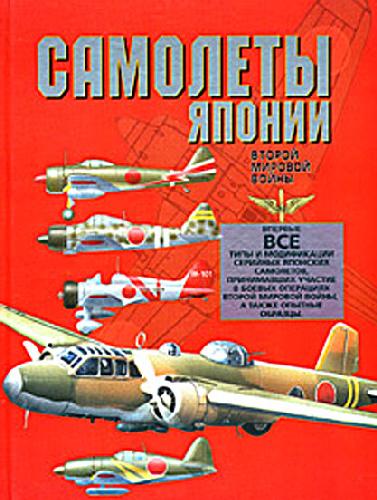 САМОЛЕТЫ
ЯПОНИИ
ВТОРОЙ
МИРОВОЙ
ВОЙНЫ
ВПЕРВЫЕ
ВСЕ
ТИПЫ И МОДИФИКАЦИИ
СЕРИЙНЫХ ЯПОНСКИХ
САМОЛЕТОВ,
ПРИНИМАВШИХ УЧАСТИЕ
В БОЕВЫХ ОПЕРАЦИЯХ
ВТОРОЙ МИРОВОЙ ВОЙНЫ,
А ТАКЖЕ ОПЫТНЫЕ
ОБРАЗЦЫ.